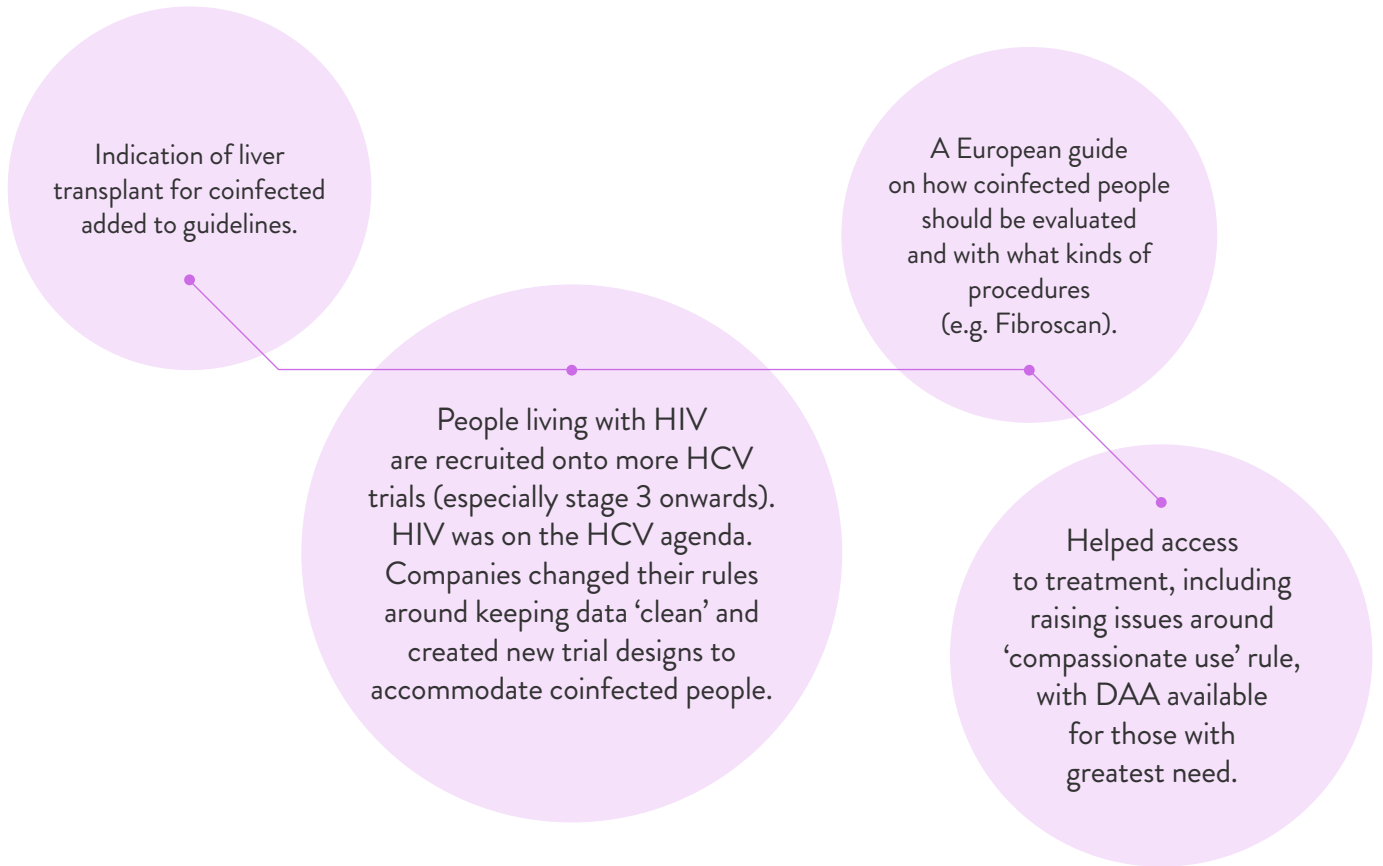 Indication of liver
transplant for coinfected
added to guidelines.
People living with HIV
are recruited onto more HCV
trials (especially stage 3 onwards).
HIV was on the HCV agenda.
Companies changed their rules
around keeping data ‘clean’ and
created new trial designs to
accommodate coinfected people.
A European guide
on how coinfected people
should be evaluated
and with what kinds of
procedures
(e.g. Fibroscan).
Helped access
to treatment, including
raising issues around
‘compassionate use’ rule,
with DAA available
for those with
greatest need.